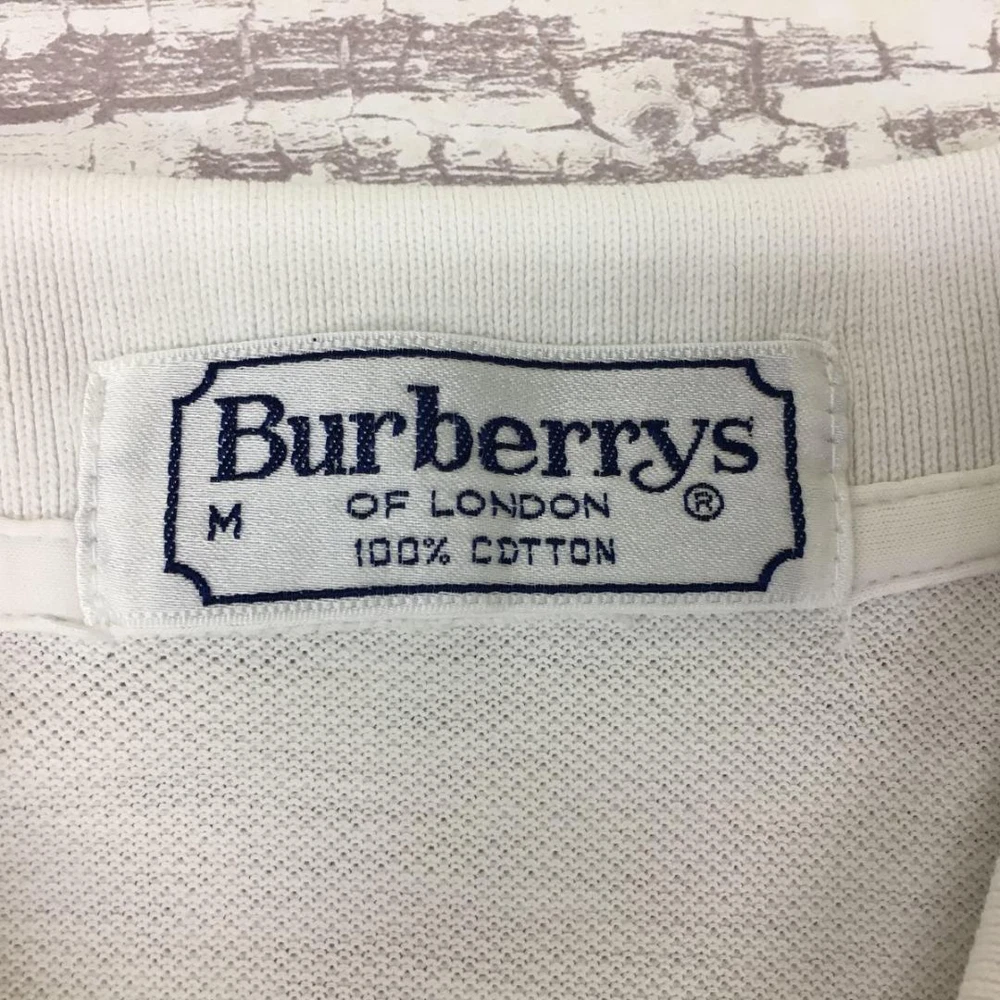 Burberrys
M OF LONDON ®
100% COTTON